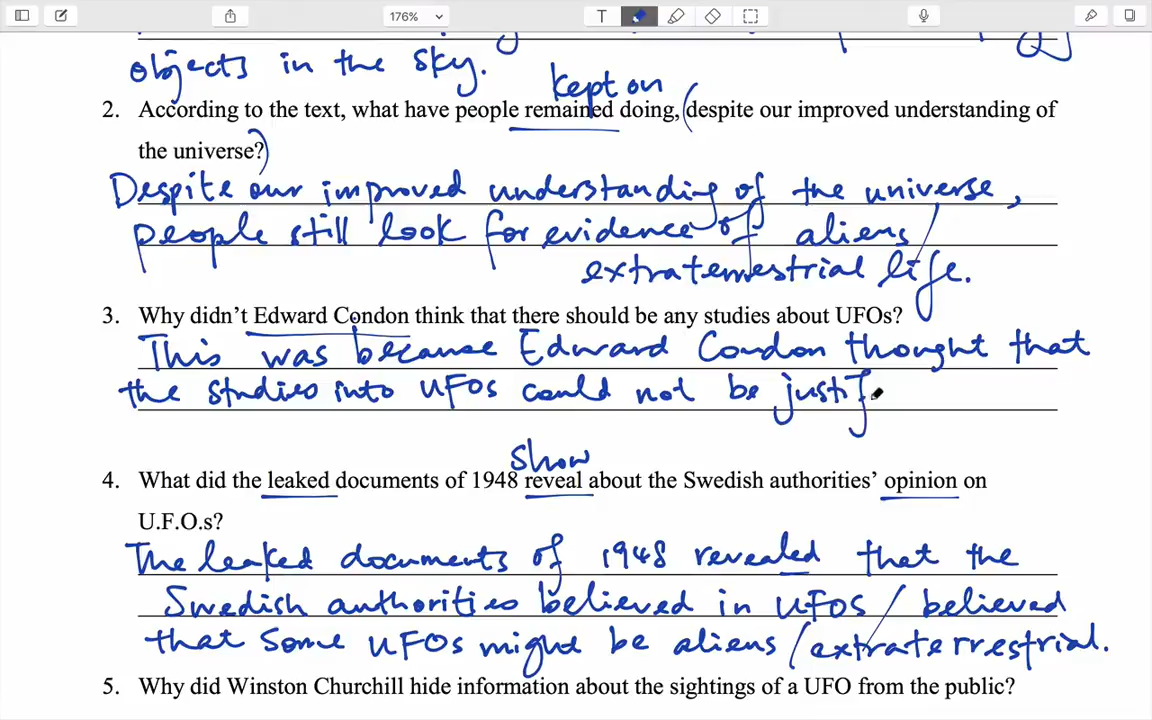 176%
T
objects in the sky.
kept on
2. According to the text, what have people remained doing, (despite our improved understanding of
the universe?)
Despite our improved understanding of the universe,
people still look for evidence of aliens /
extratemestrial life.
3. Why didn't Edward Condon think that there should be any studies about UFOs?
This was because Edward Condon thought that
the studies into UFOs could not be justif
show
4. What did the leaked documents of 1948 reveal about the Swedish authorities' opinion on
U.F.O.s?
The leaked documents of 1948 revealed that the
Swedish authorities believed in UFOs / believed
that some UFOs might be aliens / extraterrestrial.
5. Why did Winston Churchill hide information about the sightings of a UFO from the public?